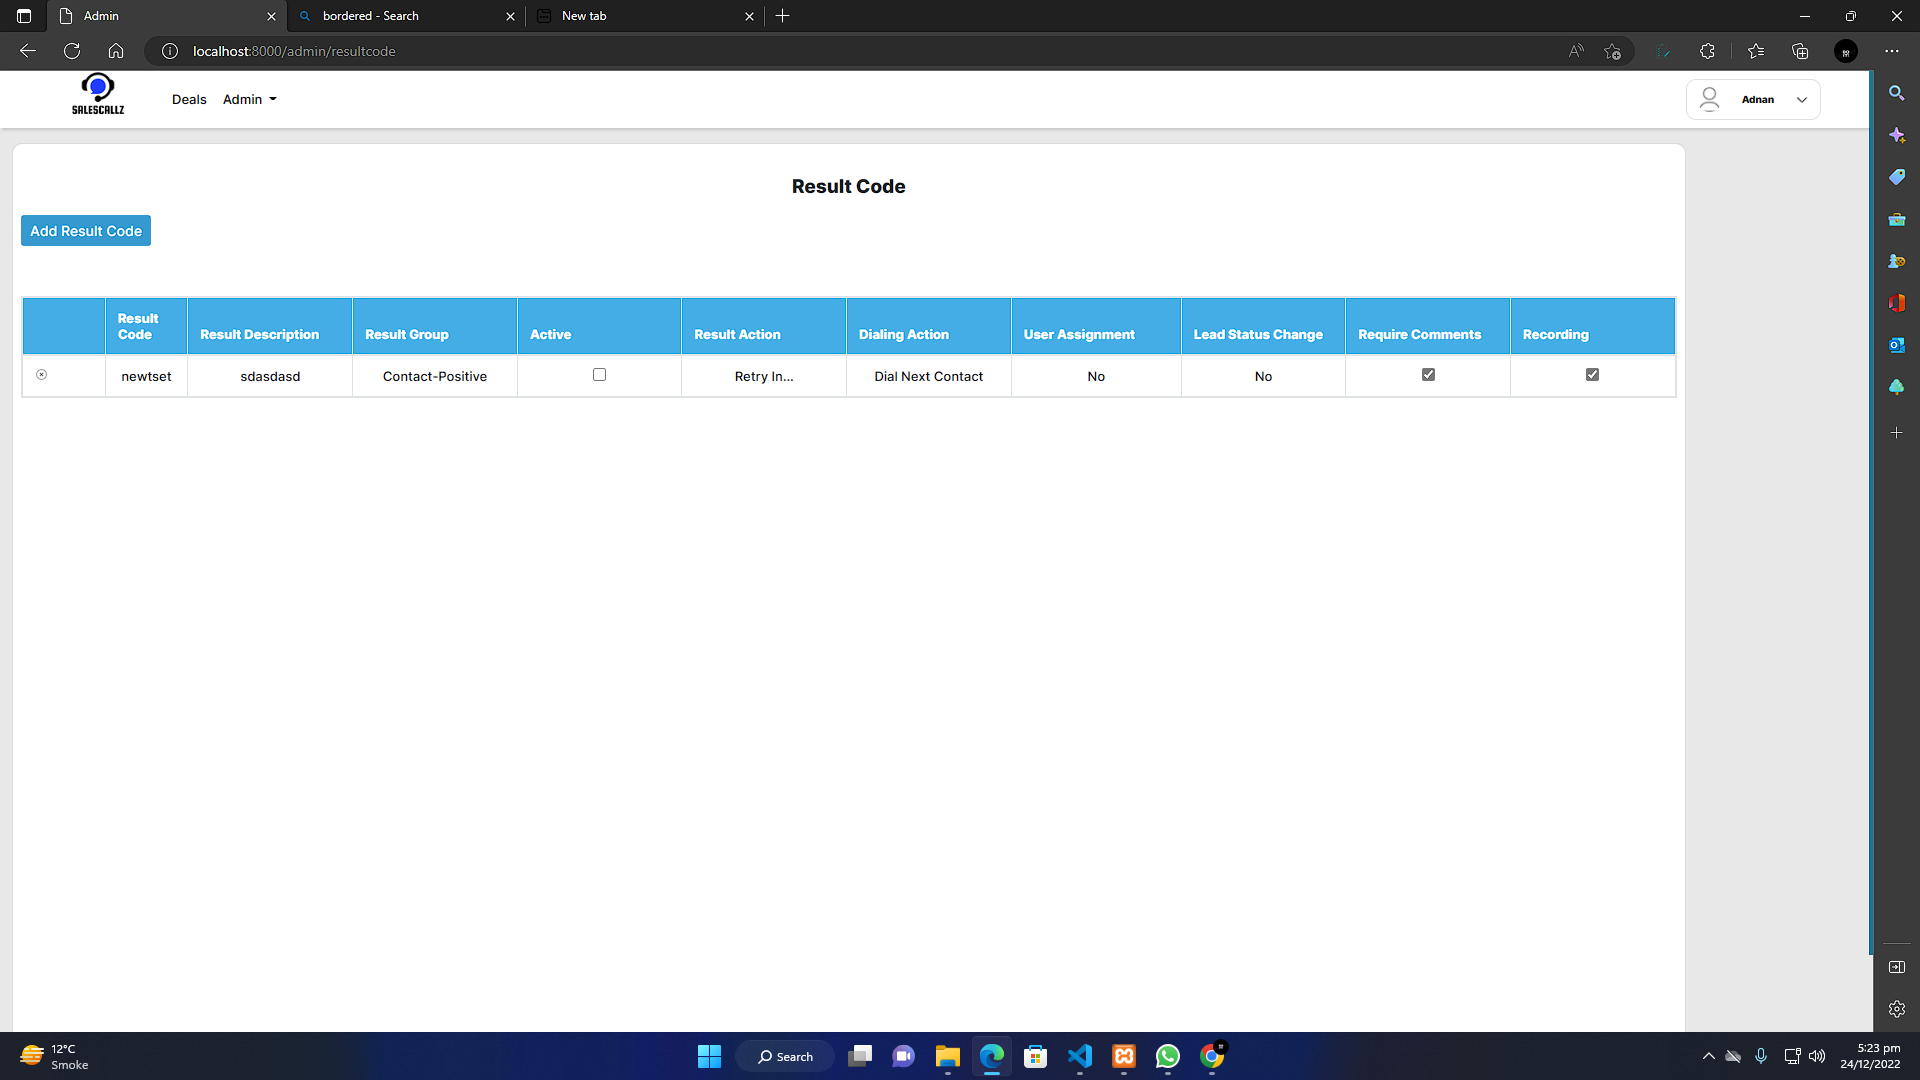 Admin
bordered - Search
New tab
localhost:8000/admin/resultcode
SALESCALLZ
Deals
Admin
Adnan
Result Code
Add Result Code
Result Code
Result Description
Result Group
Active
Result Action
Dialing Action
User Assignment
Lead Status Change
Require Comments
Recording
newtset
sdasdasd
Contact-Positive
Retry In...
Dial Next Contact
No
No
12°C
Smoke
Search
5:23 pm
24/12/2022